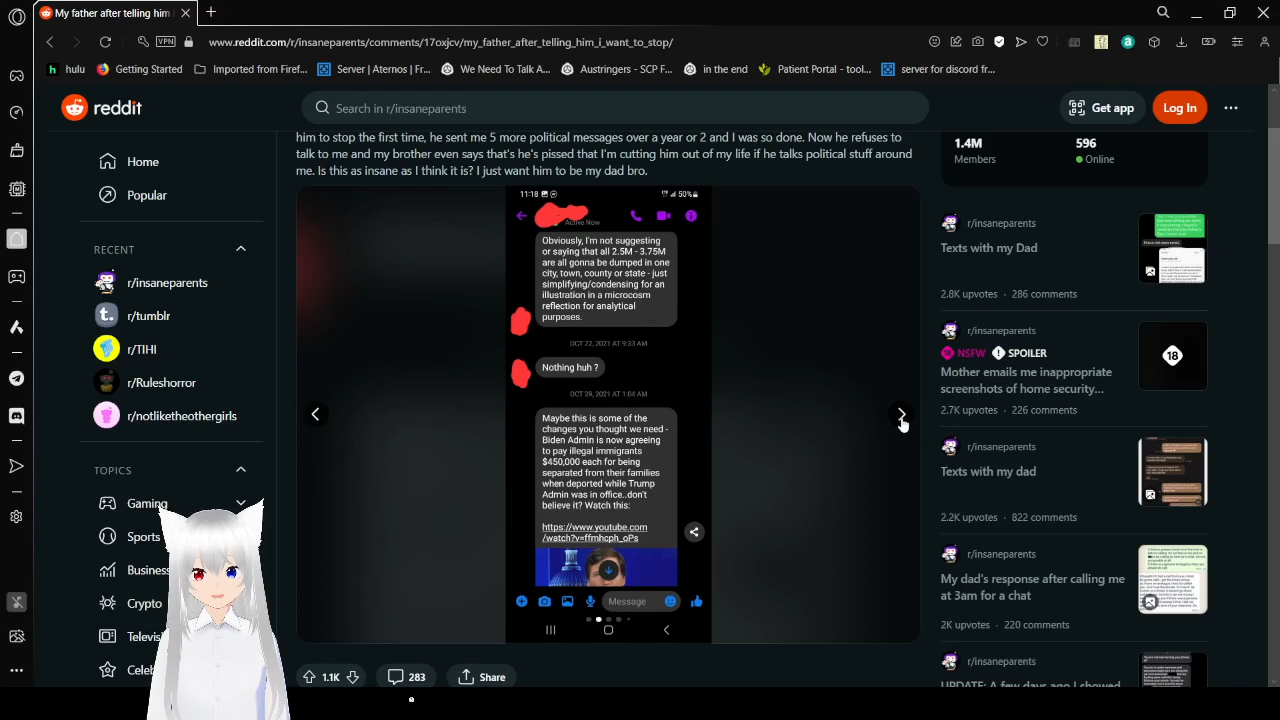 My father after telling him
www.reddit.com/r/insaneparents/comments/17oxjcv/my_father_after_telling_him_i_want_to_stop/
VPN
hulu
Getting Started
Imported from Firef...
Server | Aternos | Fr...
We Need To Talk A...
Austringers - SCP F...
in the end
Patient Portal - tool...
server for discord fr...
reddit
Search in r/insaneparents
Get app
Log In
Home
Popular
RECENT
r/insaneparents
r/tumblr
r/TIHI
r/Ruleshorror
r/notliketheothergirls
TOPICS
Gaming
Sports
Business
Crypto
Televi
Celeb
him to stop the first time, he sent me 5 more political messages over a year or 2 and I was so done. Now he refuses to
talk to me and my brother even says that's he's pissed that I'm cutting him out of my life if he talks political stuff around
me. Is this as insane as I think it is? I just want him to be my dad bro.
11:18
50%
Active Now
Obviously, I'm not suggesting
or saying that all 2.5M - 3.75M
are all gonna be dumped in one
city, town, county or state - just
simplifying/condensing for an
illustration in a microcosm
reflection for analytical
purposes.
OCT 22, 2021 AT 9:33 AM
Nothing huh ?
OCT 29, 2021 AT 1:04 AM
Maybe this is some of the
changes you thought we need -
Biden Admin is now agreeing
to pay illegal immigrants
$450,000 each for being
separated from their families
when deported while Trump
Admin was in office..don't
believe it? Watch this:
https://www.youtube.com
/watch?v=ffmhcph_oPs
Message
11K
283
are
1.4M
Members
596
Online
r/insaneparents
Texts with my Dad
2.8K upvotes · 286 comments
r/insaneparents
NSFW
SPOILER
Mother emails me inappropriate
screenshots of home security...
18
2.7K upvotes · 226 comments
r/insaneparents
Texts with my dad
2.2K upvotes · 822 comments
r/insaneparents
My dad's response after calling me
at 3am for a chat
2K upvotes · 220 comments
r/insaneparents
UPDATE: A few days ago I showed